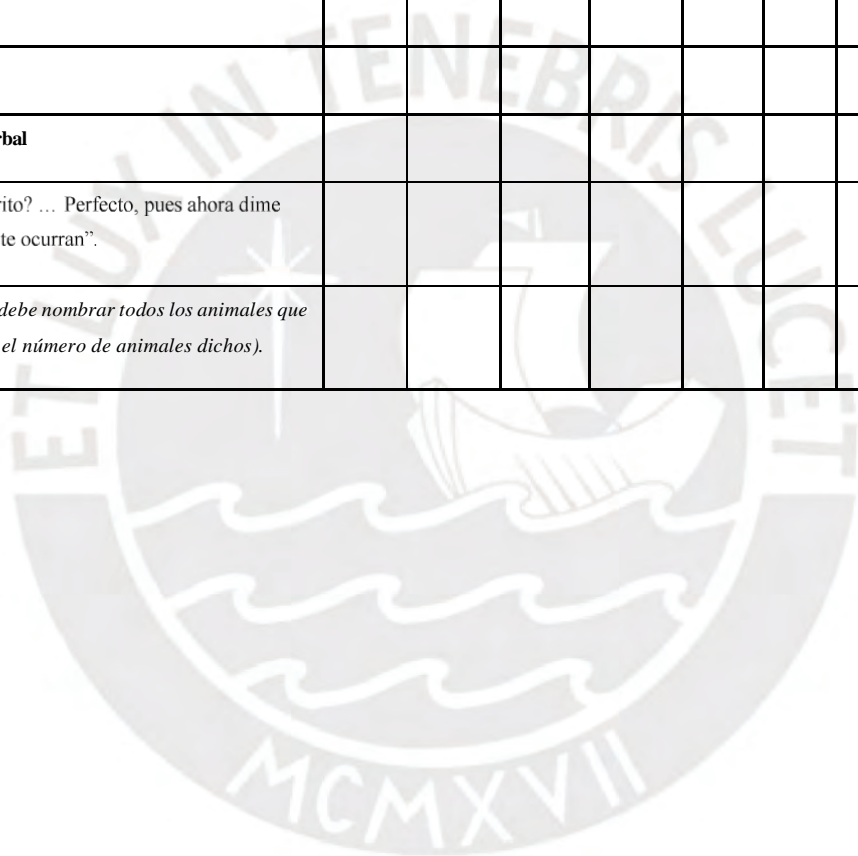 rbal
rito? … Perfecto, pues ahora dime
te ocurran”.
debe nombrar todos los animales que
el número de animales dichos).
ET LUX IN TENEBRIS LUCET
MCMXVII